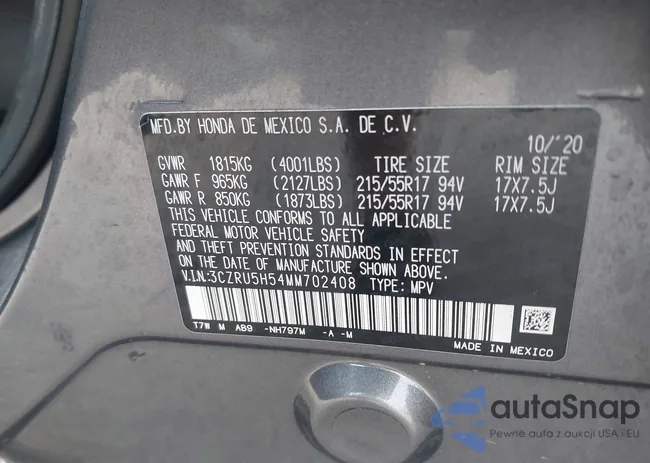 MFD.BY HONDA DE MEXICO S.A. DE C.V.
10/'20
GVWR 1815KG (4001LBS) TIRE SIZE RIM SIZE
GAWR F 965KG (2127LBS) 215/55R17 94V 17X7.5J
GAWR R 850KG (1873LBS) 215/55R17 94V 17X7.5J
THIS VEHICLE CONFORMS TO ALL APPLICABLE
FEDERAL MOTOR VEHICLE SAFETY
AND THEFT PREVENTION STANDARDS IN EFFECT
ON THE DATE OF MANUFACTURE SHOWN ABOVE.
V.I.N:3CZRU5H54MM702408 TYPE: MPV
T7W M AB9 -NH797M -A -M
MADE IN MEXICO
autaSnap
Pewne auta z aukcji USA i EU